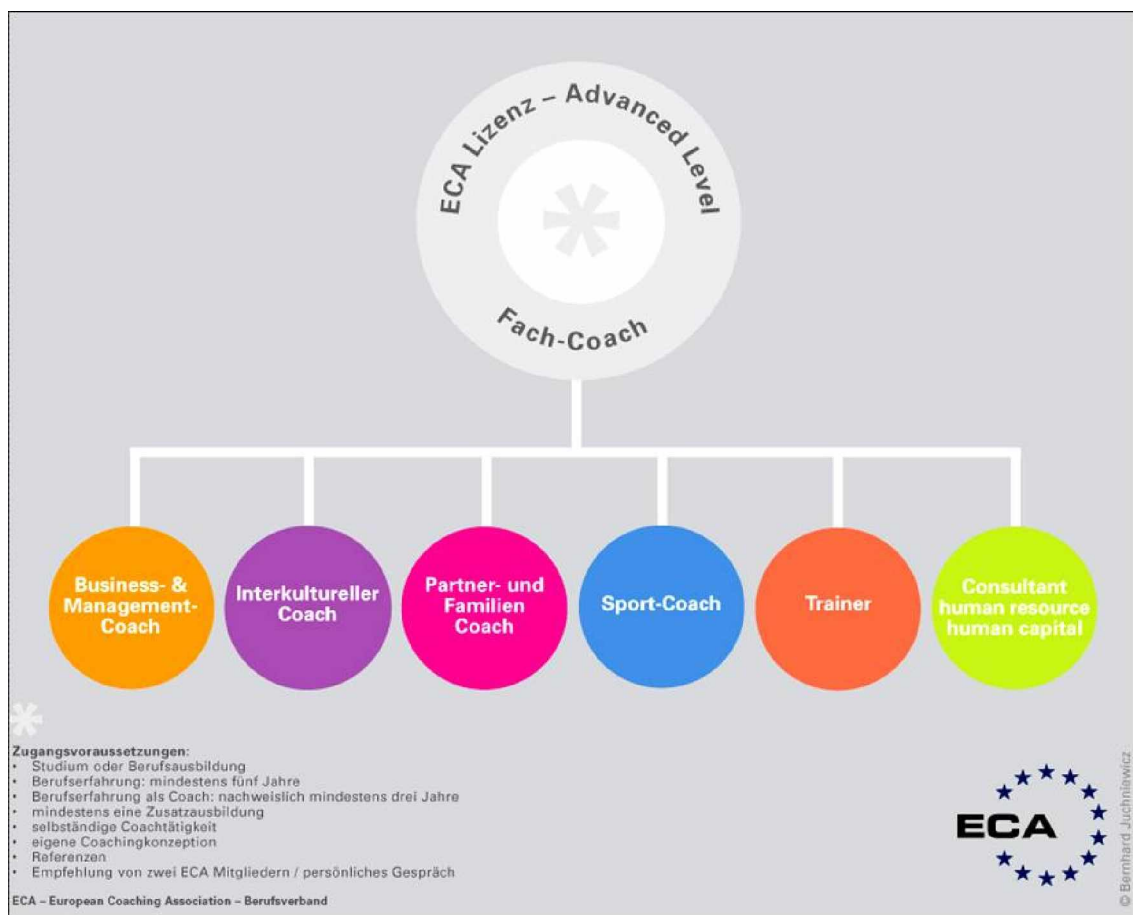 ECA Lizenz – Advanced Level
Fach-Coach
Business- &
Management-
Coach
Interkultureller
Coach
Partner- und
Familien
Coach
Sport-Coach
Trainer
Consultant
human resource
human capital
*
Zugangsvoraussetzungen:
• Studium oder Berufsausbildung
• Berufserfahrung: mindestens fünf Jahre
• Berufserfahrung als Coach: nachweislich mindestens drei Jahre
• mindestens eine Zusatzausbildung
• selbständige Coachtätigkeit
• eigene Coachingkonzeption
• Referenzen
• Empfehlung von zwei ECA Mitgliedern / persönliches Gespräch
ECA – European Coaching Association – Berufsverband
ECA
© Bernhard Juchniewicz